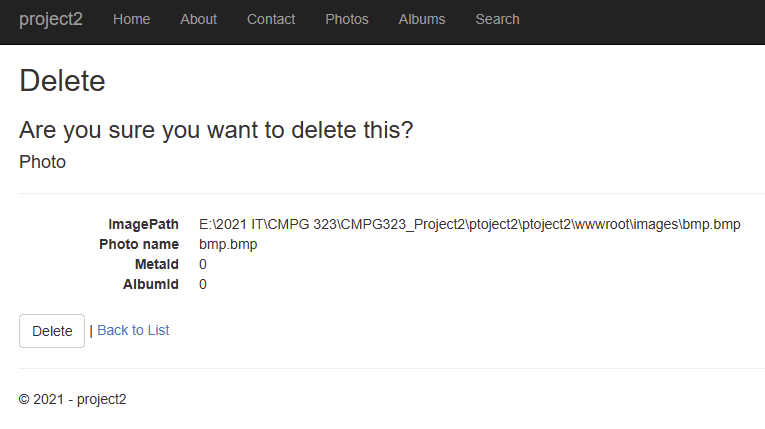 project2 Home About Contact Photos Albums Search
Delete
Are you sure you want to delete this?
Photo
ImagePath E:\2021 IT\CMPG 323\CMPG323_Project2\ptoject2\ptoject2\wwwroot\images\bmp.bmp
Photo name bmp.bmp
MetaId 0
AlbumId 0
Delete | Back to List
© 2021 - project2